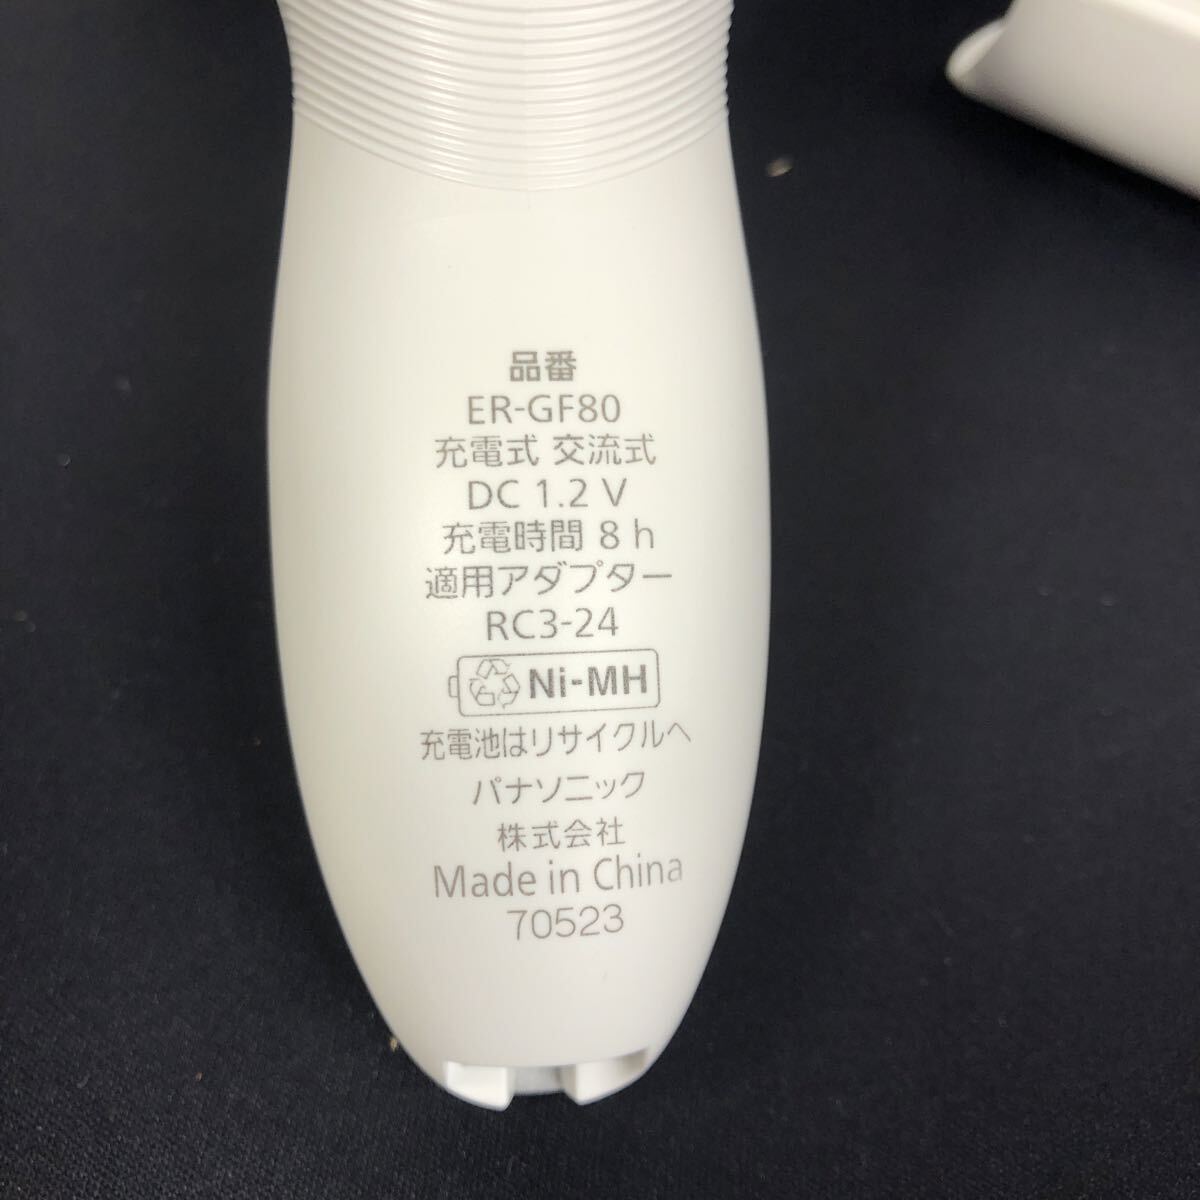 品番
ER-GF80
充電式 交流式
DC 1.2 V
充電時間 8 h
適用アダプター
RC3-24
Ni-MH
充電池はリサイクルへ
パナソニック
株式会社
Made in China
70523